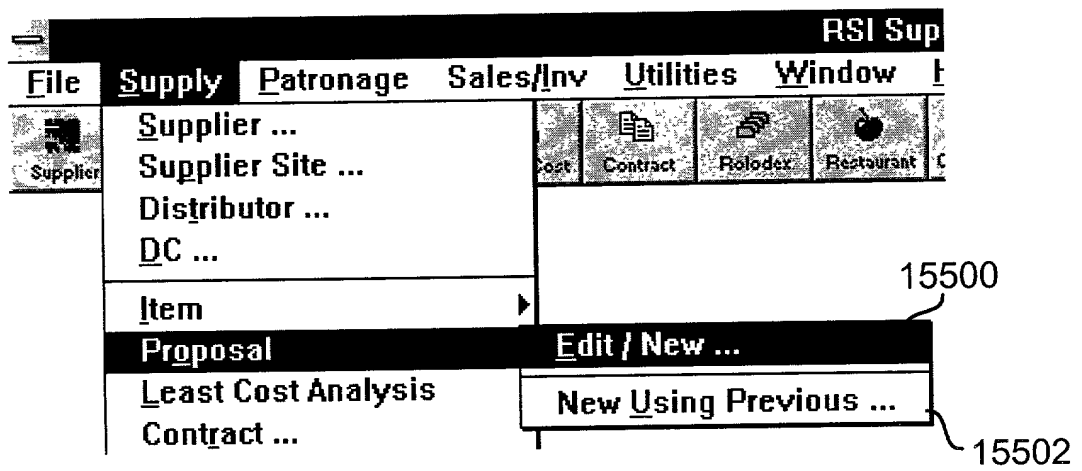 RSI Sup
File Supply Patronage Sales/Inv Utilities Window H
Supplier Cost Contract Rolodex Restaurant
Supplier ...
Supplier Site ...
Distributor ...
DC ...
Item
Proposal
Least Cost Analysis
Contract ...
Edit / New ...
New Using Previous ...
15500
15502